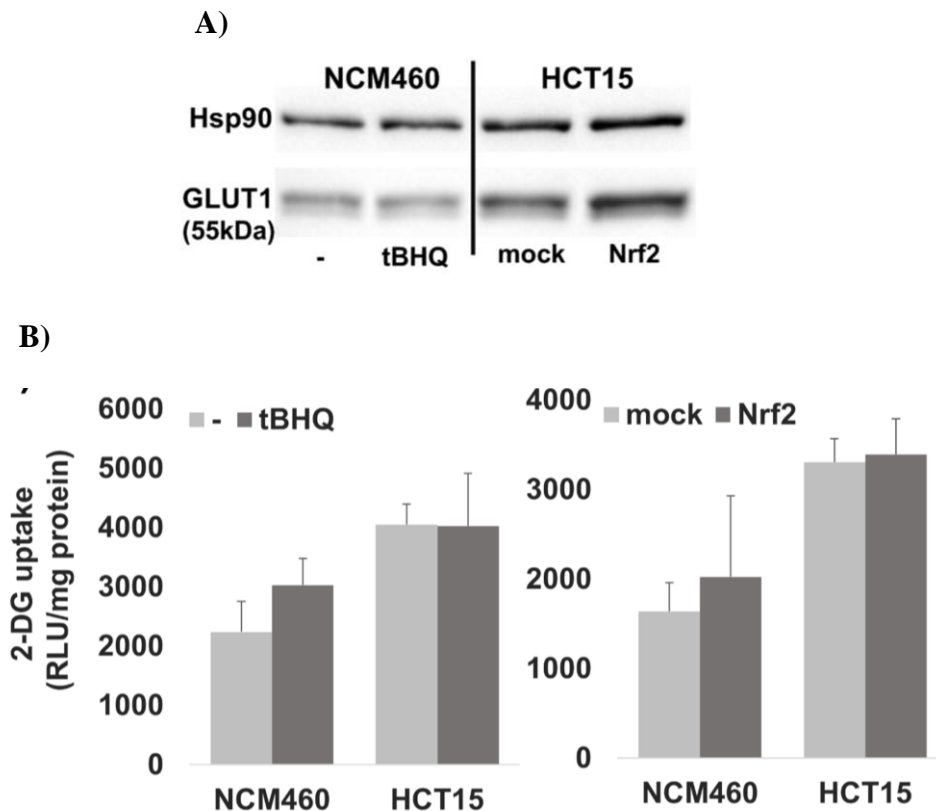 A)
NCM460 HCT15
Hsp90
GLUT1
(55kDa)
- tBHQ mock Nrf2
B)
- tBHQ
2-DG uptake
(RLU/mg protein)
6000
5000
4000
3000
2000
1000
0
NCM460 HCT15
mock Nrf2
4000
3000
2000
1000
0
NCM460 HCT15